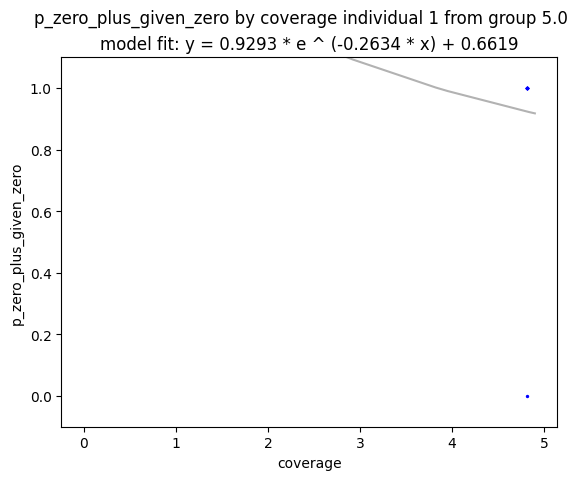 p_zero_plus_given_zero by coverage individual 1 from group 5.0
model fit: y = 0.9293 * e ^ (-0.2634 * x) + 0.6619
p_zero_plus_given_zero
1.0
0.8
0.6
0.4
0.2
0.0
0 1 2 3 4 5
coverage